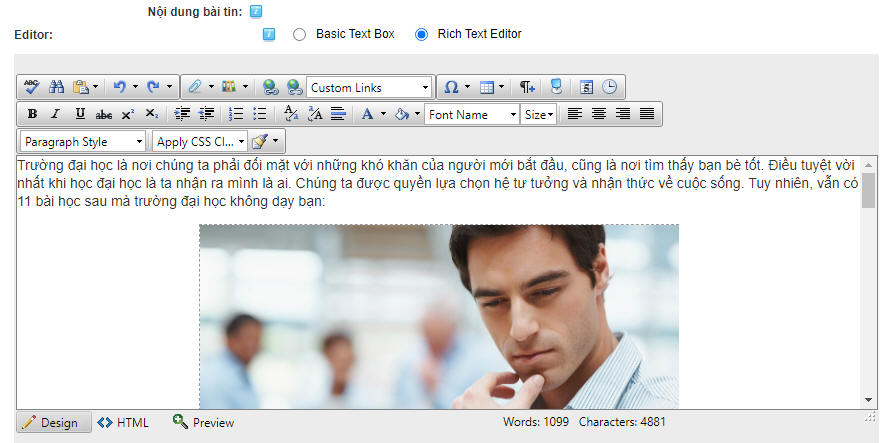 Nội dung bài tin:
Editor: Basic Text Box Rich Text Editor
ABC Custom Links Ω ¶
B I U abc x² x₂ A Font Name Size
Paragraph Style Apply CSS Cl...
Trường đại học là nơi chúng ta phải đối mặt với những khó khăn của người mới bắt đầu, cũng là nơi tìm thấy bạn bè tốt. Điều tuyệt vời
nhất khi học đại học là ta nhận ra mình là ai. Chúng ta được quyền lựa chọn hệ tư tưởng và nhận thức về cuộc sống. Tuy nhiên, vẫn có
11 bài học sau mà trường đại học không dạy bạn:
Design HTML Preview Words: 1099 Characters: 4881